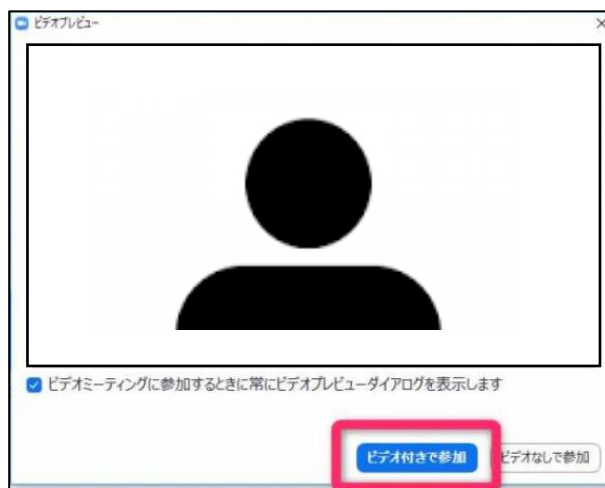 ビデオプレビュー
ビデオミーティングに参加するときに常にビデオプレビューダイアログを表示します
ビデオ付きで参加
ビデオなしで参加